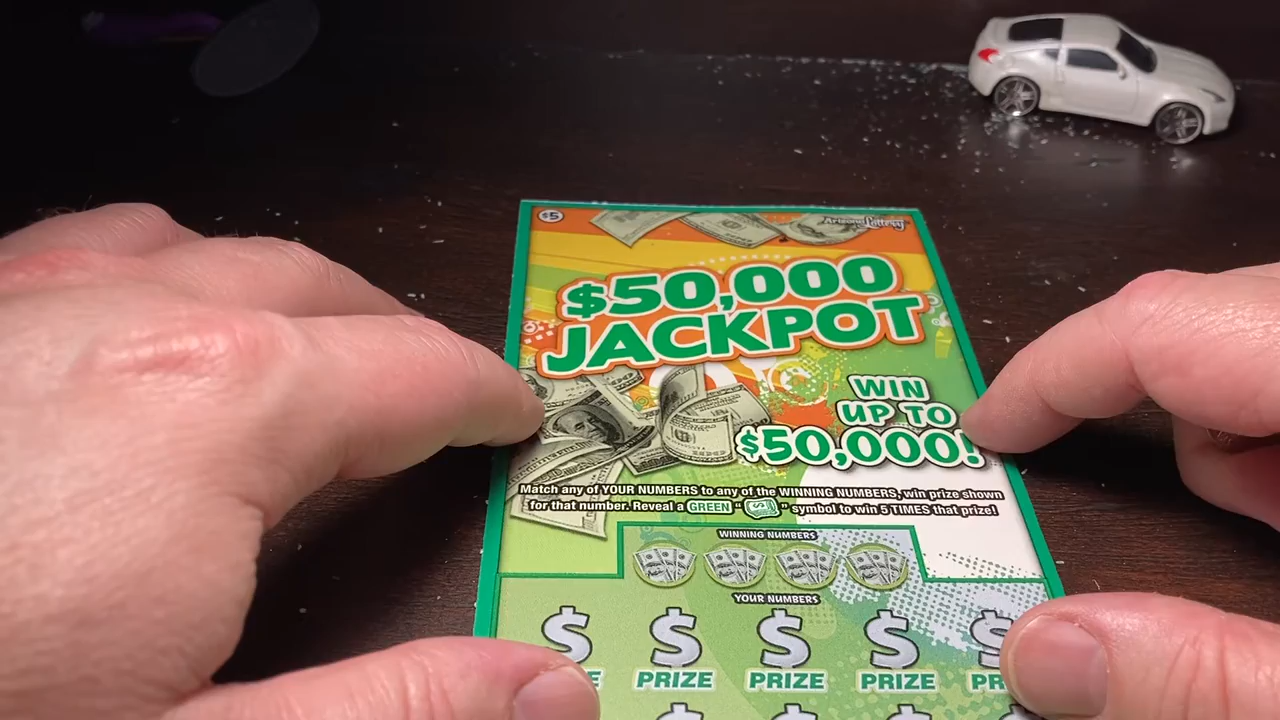 $5
Arizona Lottery
$50,000
JACKPOT
WIN
UP TO
$50,000!
Match any of YOUR NUMBERS to any of the WINNING NUMBERS, win prize shown
for that number. Reveal a GREEN " " symbol to win 5 TIMES that prize!
WINNING NUMBERS
YOUR NUMBERS
$ $ $ $ $
PRIZE PRIZE PRIZE